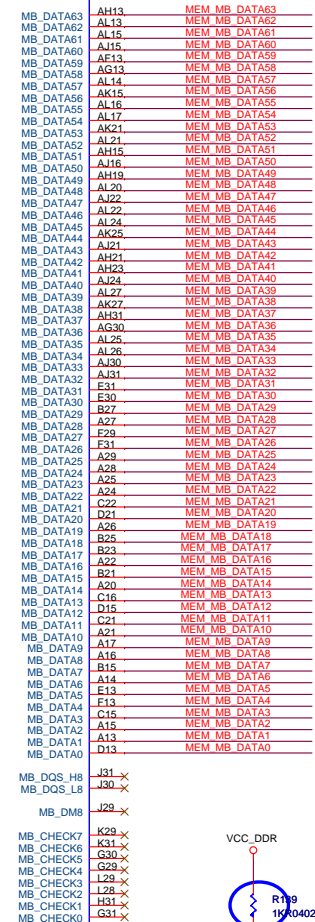 MB_DATA63 AH13 MEM_MB_DATA63
MB_DATA62 AL13 MEM_MB_DATA62
MB_DATA61 AL15 MEM_MB_DATA61
MB_DATA60 AJ15 MEM_MB_DATA60
MB_DATA59 AF13 MEM_MB_DATA59
MB_DATA58 AG13 MEM_MB_DATA58
MB_DATA57 AL14 MEM_MB_DATA57
MB_DATA56 AK15 MEM_MB_DATA56
MB_DATA55 AL16 MEM_MB_DATA55
MB_DATA54 AL17 MEM_MB_DATA54
MB_DATA53 AK21 MEM_MB_DATA53
MB_DATA52 AL21 MEM_MB_DATA52
MB_DATA51 AH15 MEM_MB_DATA51
MB_DATA50 AJ16 MEM_MB_DATA50
MB_DATA49 AH19 MEM_MB_DATA49
MB_DATA48 AL20 MEM_MB_DATA48
MB_DATA47 AJ22 MEM_MB_DATA47
MB_DATA46 AL22 MEM_MB_DATA46
MB_DATA45 AL24 MEM_MB_DATA45
MB_DATA44 AK25 MEM_MB_DATA44
MB_DATA43 AJ21 MEM_MB_DATA43
MB_DATA42 AH21 MEM_MB_DATA42
MB_DATA41 AH23 MEM_MB_DATA41
MB_DATA40 AJ24 MEM_MB_DATA40
MB_DATA39 AL27 MEM_MB_DATA39
MB_DATA38 AK27 MEM_MB_DATA38
MB_DATA37 AH31 MEM_MB_DATA37
MB_DATA36 AG30 MEM_MB_DATA36
MB_DATA35 AL25 MEM_MB_DATA35
MB_DATA34 AL26 MEM_MB_DATA34
MB_DATA33 AJ30 MEM_MB_DATA33
MB_DATA32 AJ31 MEM_MB_DATA32
MB_DATA31 E31 MEM_MB_DATA31
MB_DATA30 E30 MEM_MB_DATA30
MB_DATA29 B27 MEM_MB_DATA29
MB_DATA28 A27 MEM_MB_DATA28
MB_DATA27 F29 MEM_MB_DATA27
MB_DATA26 F31 MEM_MB_DATA26
MB_DATA25 A29 MEM_MB_DATA25
MB_DATA24 A28 MEM_MB_DATA24
MB_DATA23 A25 MEM_MB_DATA23
MB_DATA22 A24 MEM_MB_DATA22
MB_DATA21 C22 MEM_MB_DATA21
MB_DATA20 D21 MEM_MB_DATA20
MB_DATA19 A26 MEM_MB_DATA19
MB_DATA18 B25 MEM_MB_DATA18
MB_DATA17 B23 MEM_MB_DATA17
MB_DATA16 A22 MEM_MB_DATA16
MB_DATA15 B21 MEM_MB_DATA15
MB_DATA14 A20 MEM_MB_DATA14
MB_DATA13 C16 MEM_MB_DATA13
MB_DATA12 D15 MEM_MB_DATA12
MB_DATA11 C21 MEM_MB_DATA11
MB_DATA10 A21 MEM_MB_DATA10
MB_DATA9 A17 MEM_MB_DATA9
MB_DATA8 A16 MEM_MB_DATA8
MB_DATA7 B15 MEM_MB_DATA7
MB_DATA6 A14 MEM_MB_DATA6
MB_DATA5 E13 MEM_MB_DATA5
MB_DATA4 F13 MEM_MB_DATA4
MB_DATA3 C15 MEM_MB_DATA3
MB_DATA2 A15 MEM_MB_DATA2
MB_DATA1 A13 MEM_MB_DATA1
MB_DATA0 D13 MEM_MB_DATA0
MB_DQS_H8 J31
MB_DQS_L8 J30
MB_DM8 J29
MB_CHECK7 K29
MB_CHECK6 K31
MB_CHECK5 G30
MB_CHECK4 G29
MB_CHECK3 L29
MB_CHECK2 L28
MB_CHECK1 H31
MB_CHECK0 G31
VCC_DDR
R189
1KR0402